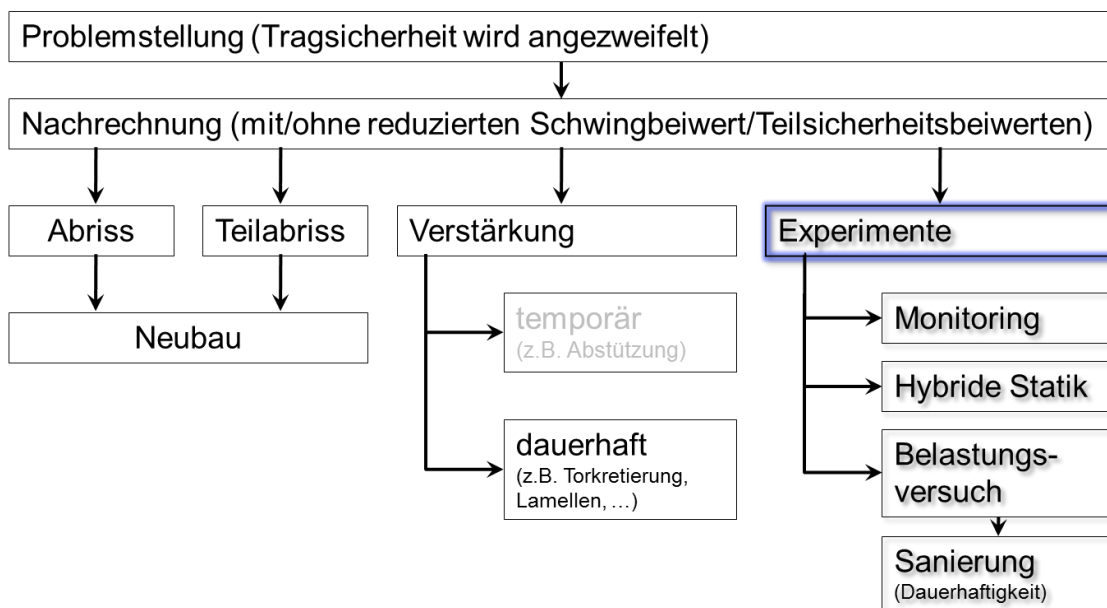 Problemstellung (Tragsicherheit wird angezweifelt)
Nachrechnung (mit/ohne reduzierten Schwingbeiwert/Teilsicherheitsbeiwerten)
Abriss
Teilabriss
Verstärkung
Experimente
Neubau
temporär
(z.B. Abstützung)
dauerhaft
(z.B. Torkretierung,
Lamellen, ...)
Monitoring
Hybride Statik
Belastungs-
versuch
Sanierung
(Dauerhaftigkeit)